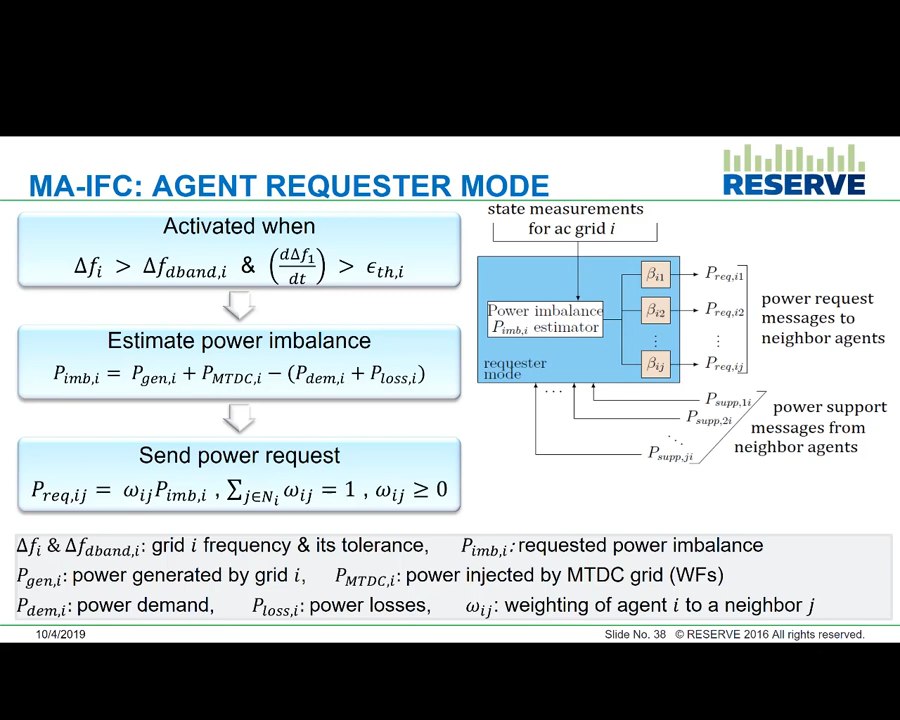 MA-IFC: AGENT REQUESTER MODE
RESERVE
Activated when
Δf_i > Δf_dband,i & (dΔf_1/dt) > ϵ_th,i
Estimate power imbalance
P_imb,i = P_gen,i + P_MTDC,i − (P_dem,i + P_loss,i)
Send power request
P_req,ij = ω_ij P_imb,i , ∑_j∈N_i ω_ij = 1 , ω_ij ≥ 0
state measurements
for ac grid i
Power imbalance
P_imb,i estimator
requester
mode
β_i1
β_i2
⋮
β_ij
P_req,i1
P_req,i2
⋮
P_req,ij
power request
messages to
neighbor agents
...
P_supp,1i
P_supp,2i
⋱
P_supp,ji
power support
messages from
neighbor agents
Δf_i & Δf_dband,i: grid i frequency & its tolerance, P_imb,i: requested power imbalance
P_gen,i: power generated by grid i, P_MTDC,i: power injected by MTDC grid (WFs)
P_dem,i: power demand, P_loss,i: power losses, ω_ij: weighting of agent i to a neighbor j
10/4/2019
Slide No. 38 © RESERVE 2016 All rights reserved.